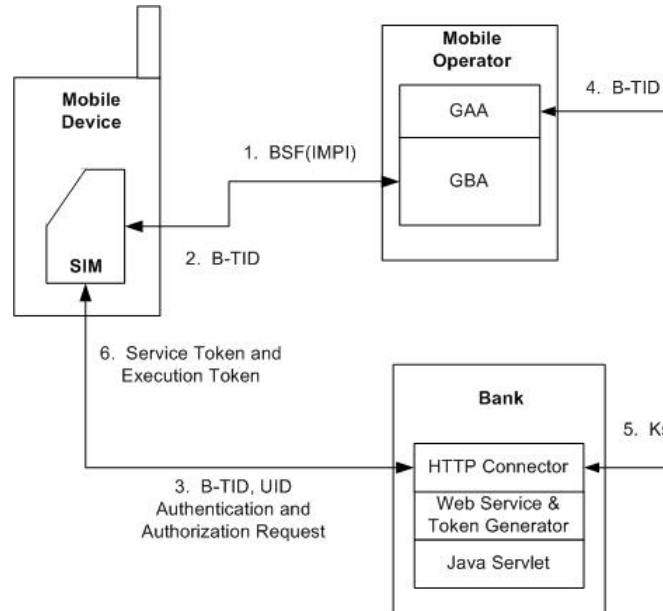 Mobile
Device
Mobile
Operator
GAA
GBA
4. B-TID
1. BSF(IMPI)
2. B-TID
SIM
6. Service Token and
Execution Token
Bank
5. Ks
HTTP Connector
Web Service &
Token Generator
Java Servlet
3. B-TID, UID
Authentication and
Authorization Request